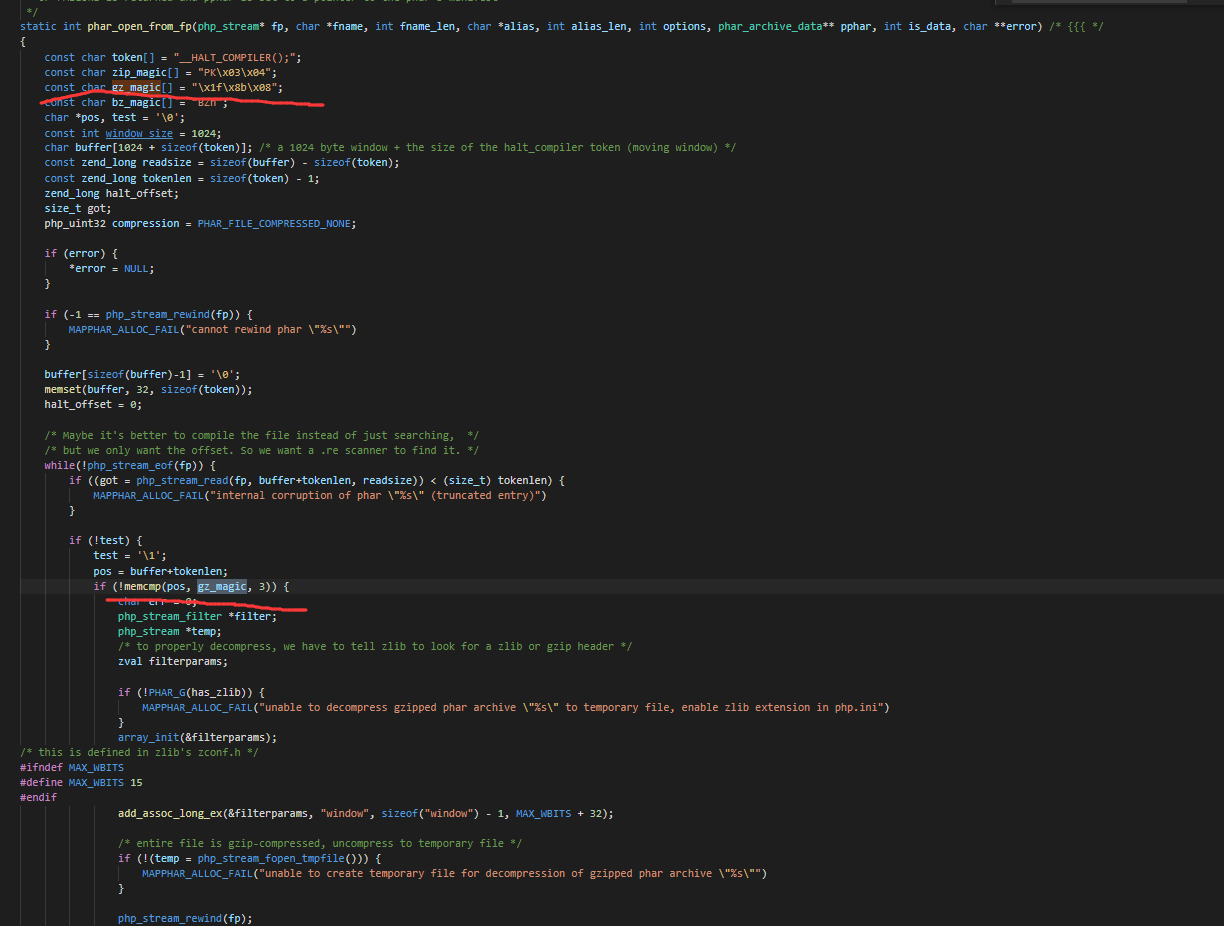 */
static int phar_open_from_fp(php_stream* fp, char *fname, int fname_len, char *alias, int alias_len, int options, phar_archive_data** pphar, int is_data, char **error) /* {{{ */
{
const char token[] = "__HALT_COMPILER();";
const char zip_magic[] = "PK\x03\x04";
const char gz_magic[] = "\x1f\x8b\x08";
const char bz_magic[] = "BZh";
char *pos, test = '\0';
const int window_size = 1024;
char buffer[1024 + sizeof(token)]; /* a 1024 byte window + the size of the halt_compiler token (moving window) */
const zend_long readsize = sizeof(buffer) - sizeof(token);
const zend_long tokenlen = sizeof(token) - 1;
zend_long halt_offset;
size_t got;
php_uint32 compression = PHAR_FILE_COMPRESSED_NONE;
if (error) {
*error = NULL;
}
if (-1 == php_stream_rewind(fp)) {
MAPPHAR_ALLOC_FAIL("cannot rewind phar \"%s\"")
}
buffer[sizeof(buffer)-1] = '\0';
memset(buffer, 32, sizeof(token));
halt_offset = 0;
/* Maybe it's better to compile the file instead of just searching,  */
/* but we only want the offset. So we want a .re scanner to find it. */
while(!php_stream_eof(fp)) {
if ((got = php_stream_read(fp, buffer+tokenlen, readsize)) < (size_t) tokenlen) {
MAPPHAR_ALLOC_FAIL("internal corruption of phar \"%s\" (truncated entry)")
}
if (!test) {
test = '\1';
pos = buffer+tokenlen;
if (!memcmp(pos, gz_magic, 3)) {
char err = 0;
php_stream_filter *filter;
php_stream *temp;
/* to properly decompress, we have to tell zlib to look for a zlib or gzip header */
zval filterparams;
if (!PHAR_G(has_zlib)) {
MAPPHAR_ALLOC_FAIL("unable to decompress gzipped phar archive \"%s\" to temporary file, enable zlib extension in php.ini")
}
array_init(&filterparams);
/* this is defined in zlib's zconf.h */
#ifndef MAX_WBITS
#define MAX_WBITS 15
#endif
add_assoc_long_ex(&filterparams, "window", sizeof("window") - 1, MAX_WBITS + 32);
/* entire file is gzip-compressed, uncompress to temporary file */
if (!(temp = php_stream_fopen_tmpfile())) {
MAPPHAR_ALLOC_FAIL("unable to create temporary file for decompression of gzipped phar archive \"%s\"")
}
php_stream_rewind(fp);